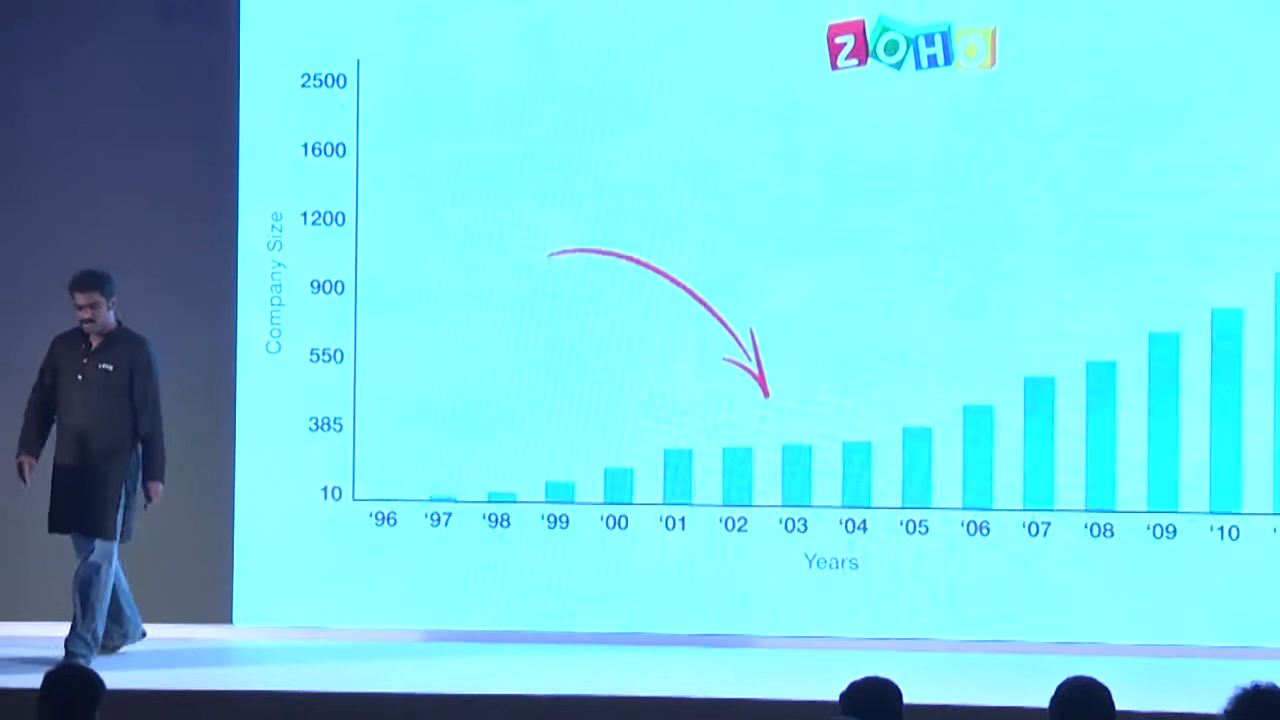 ZOHO
2500
1600
1200
900
550
385
10
Company Size
‘96 ‘97 ‘98 ‘99 ‘00 ‘01 ‘02 ‘03 ‘04 ‘05 ‘06 ‘07 ‘08 ‘09 ‘10
Years